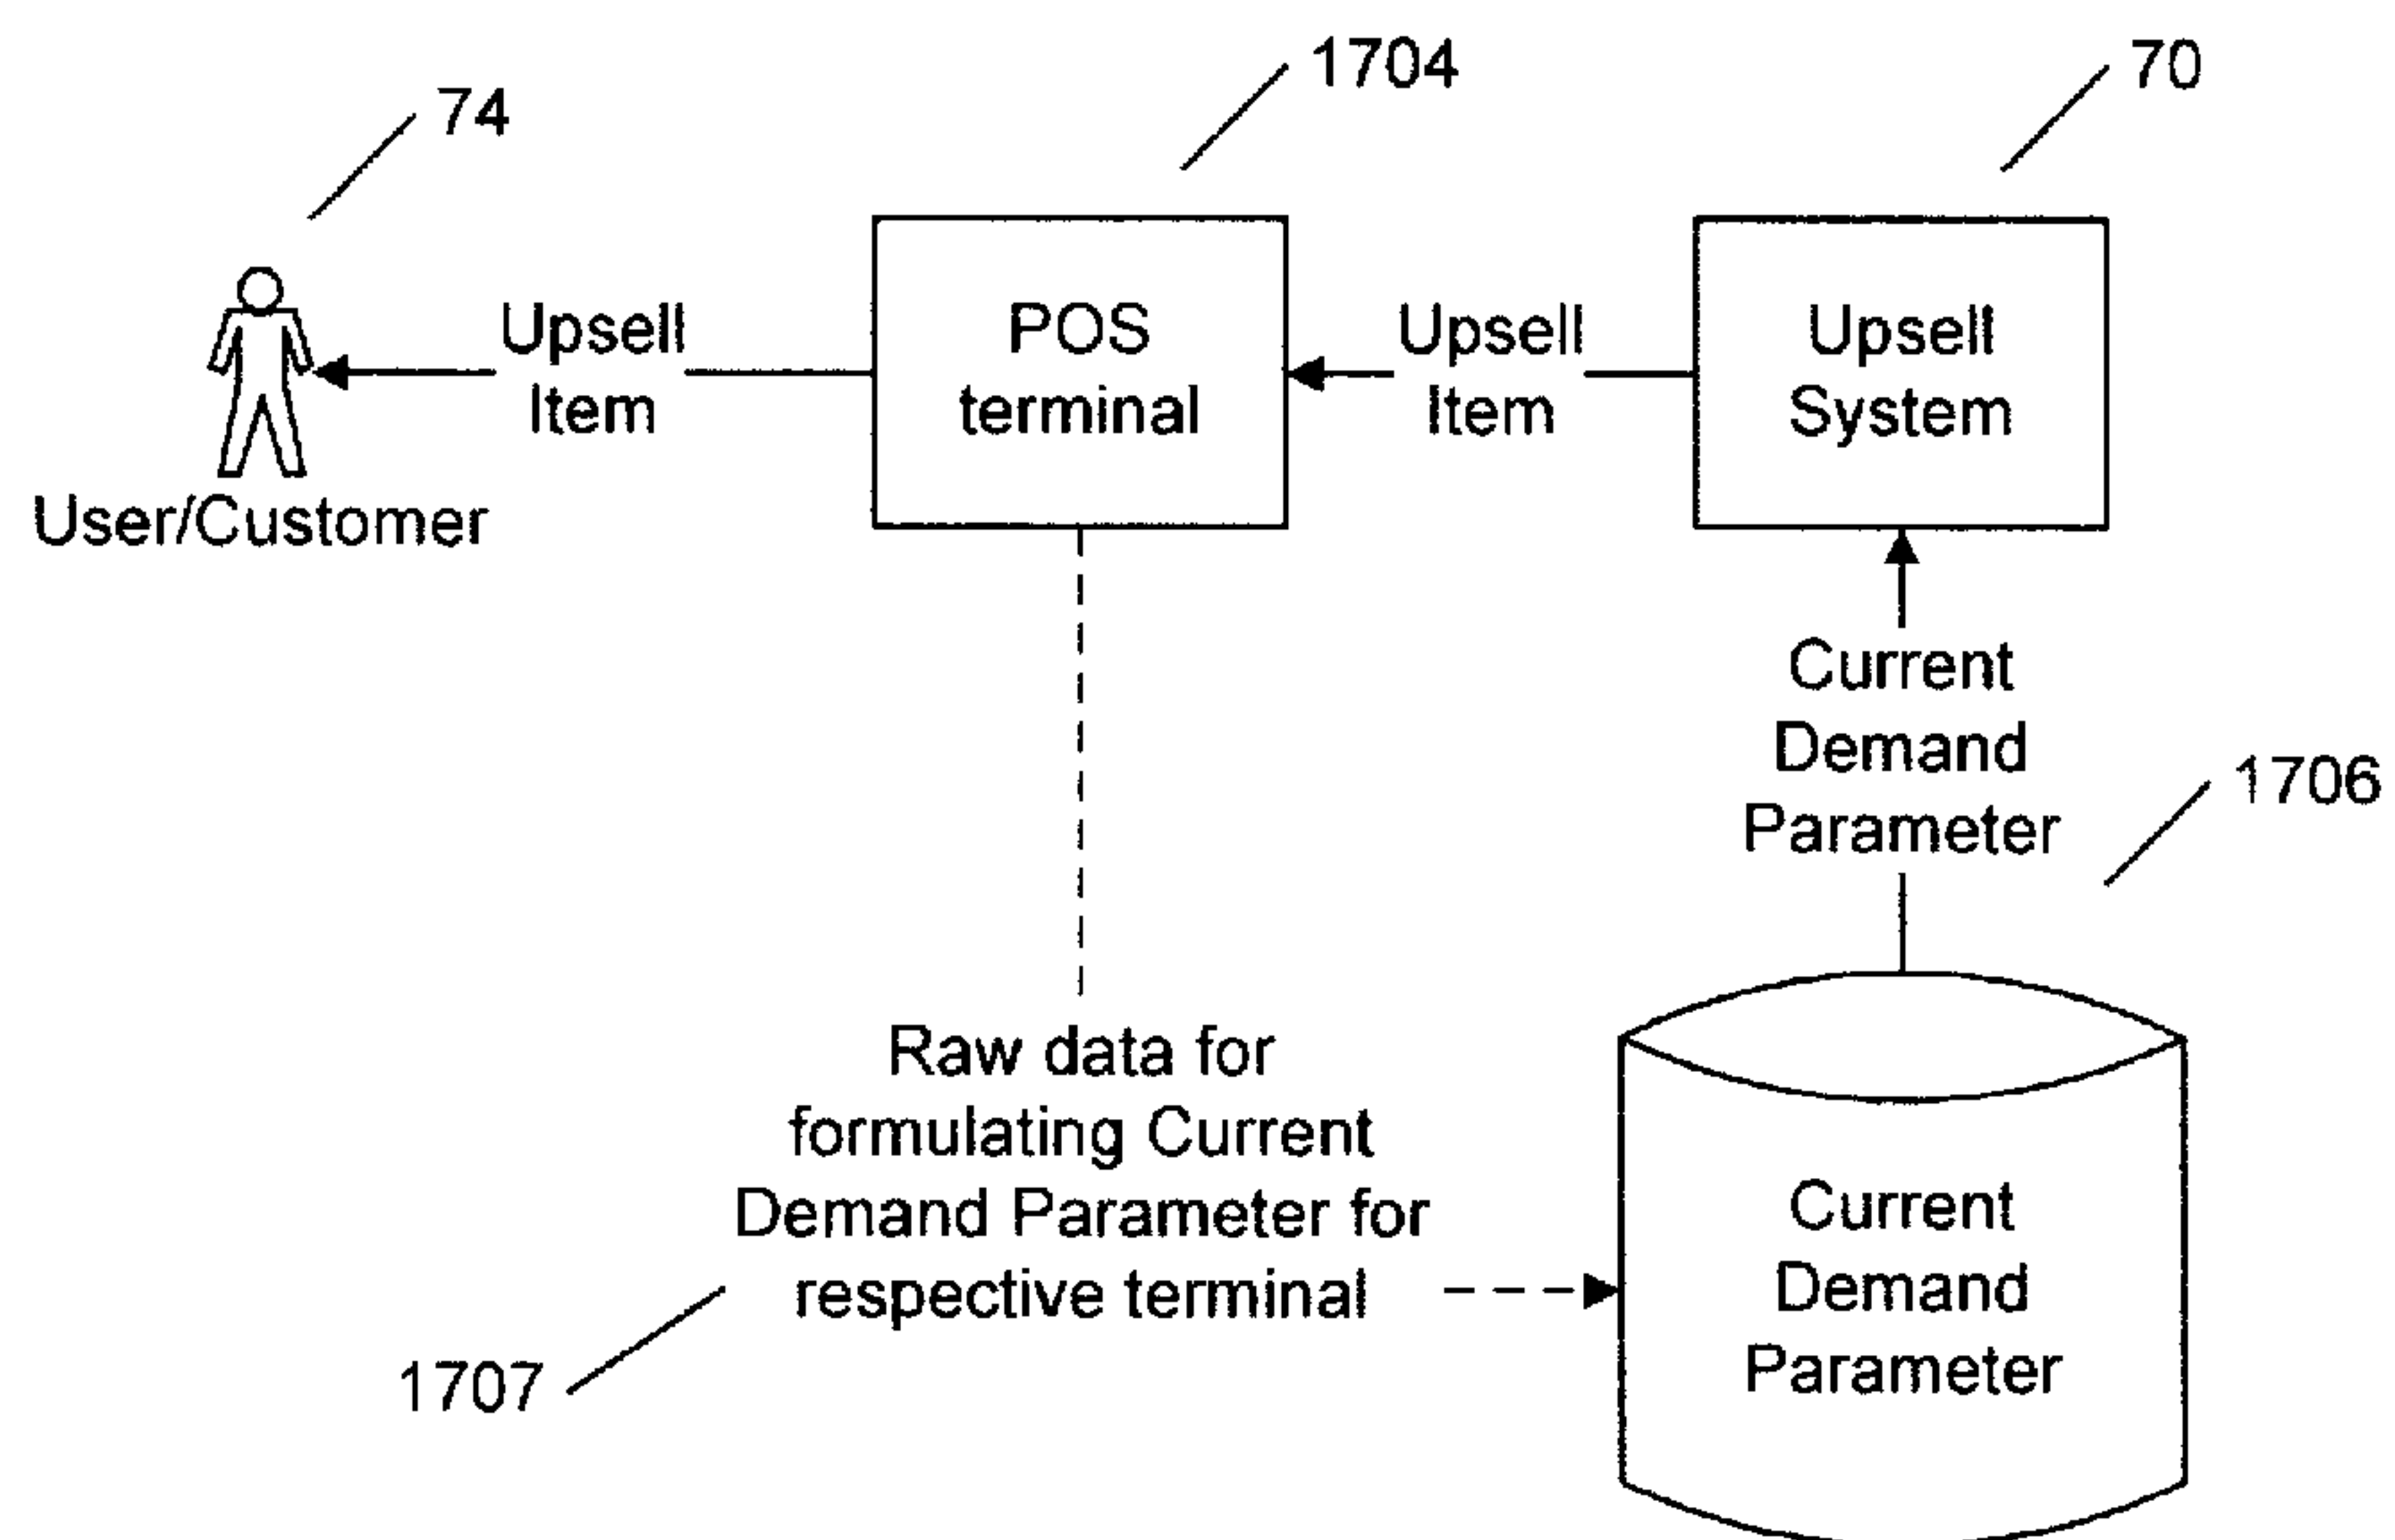 1704
70
74
Upsell
Item
POS
terminal
Upsell
Item
Upsell
System
User/Customer
Current
Demand
Parameter
1706
Raw data for
formulating Current
Demand Parameter for
respective terminal
1707
Current
Demand
Parameter